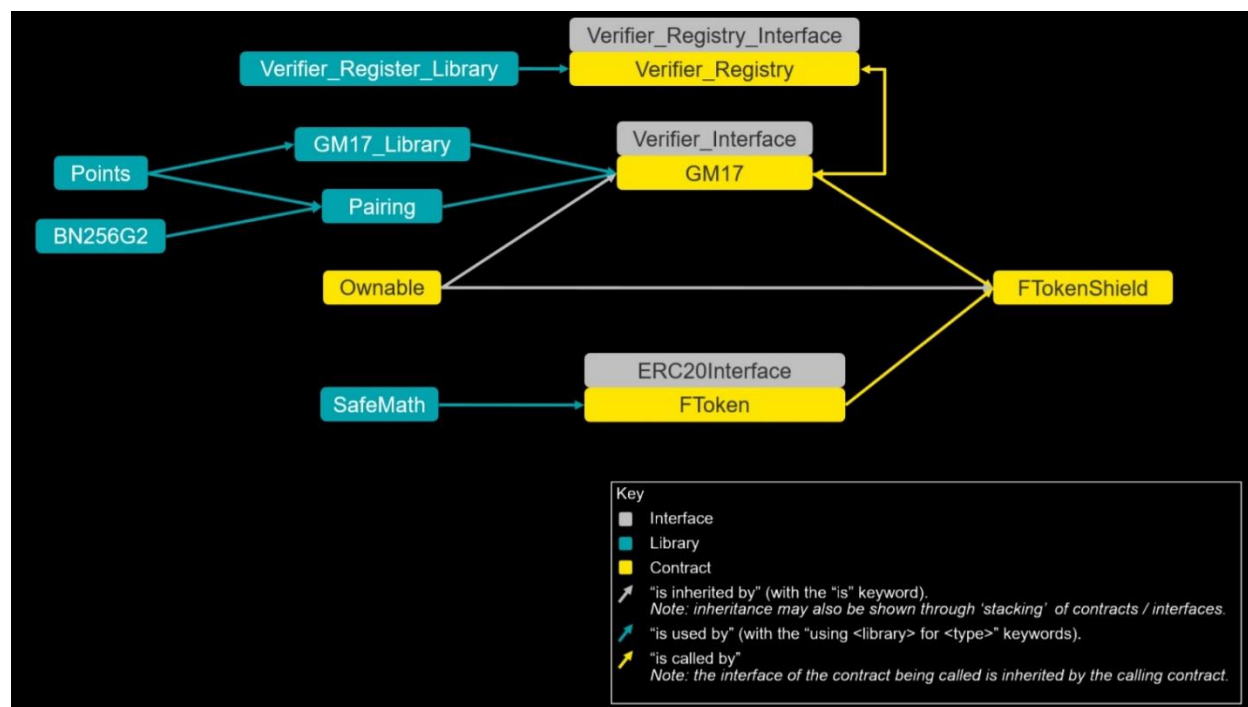 Verifier_Registry_Interface
Verifier_Register_Library
Verifier_Registry
Verifier_Interface
GM17_Library
GM17
Points
Pairing
BN256G2
Ownable
FTokenShield
ERC20Interface
SafeMath
FToken
Key
Interface
Library
Contract
“is inherited by” (with the “is” keyword).
Note: inheritance may also be shown through ‘stacking’ of contracts / interfaces.
“is used by” (with the “using <library> for <type>” keywords).
“is called by”
Note: the interface of the contract being called is inherited by the calling contract.